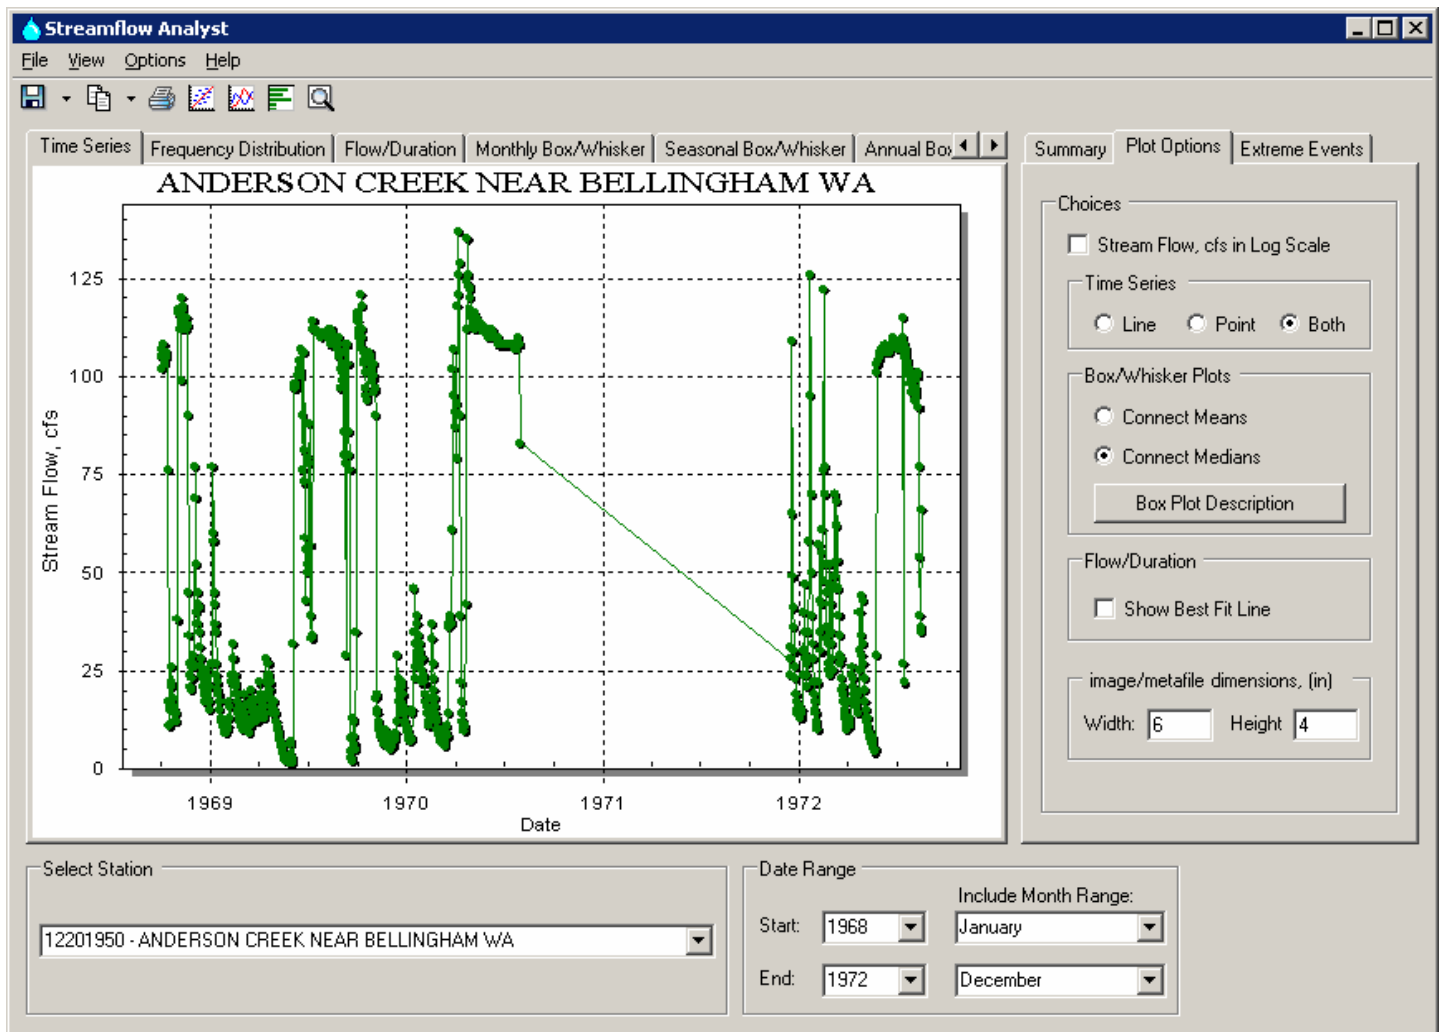 Streamflow Analyst
File View Options Help
Time Series Frequency Distribution Flow/Duration Monthly Box/Whisker Seasonal Box/Whisker Annual Box
Summary Plot Options Extreme Events
ANDERSON CREEK NEAR BELLINGHAM WA
125
100
75
50
25
0
Stream Flow, cfs
1969 1970 1971 1972
Date
Choices
Stream Flow, cfs in Log Scale
Time Series
Line Point Both
Box/Whisker Plots
Connect Means
Connect Medians
Box Plot Description
Flow/Duration
Show Best Fit Line
image/metafile dimensions, (in)
Width: 6 Height 4
Select Station
12201950 - ANDERSON CREEK NEAR BELLINGHAM WA
Date Range
Include Month Range:
Start: 1968 January
End: 1972 December